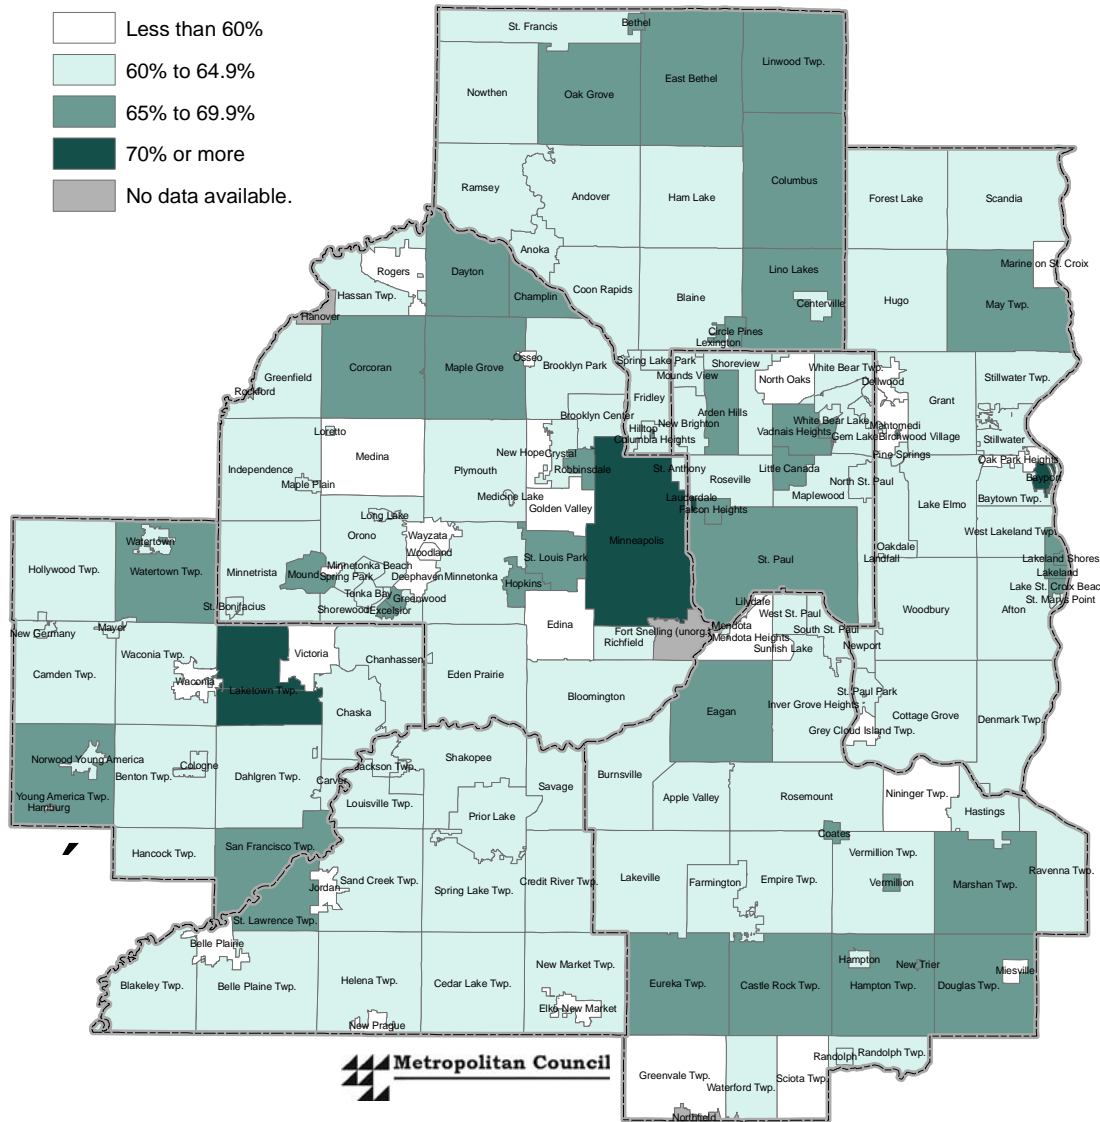 Less than 60%
60% to 64.9%
65% to 69.9%
70% or more
No data available.
St. Francis
Bethel
Nowthen
Oak Grove
East Bethel
Linwood Twp.
Ramsey
Andover
Ham Lake
Columbus
Forest Lake
Scandia
Anoka
Rogers
Dayton
Hassan Twp.
Champlin
Coon Rapids
Blaine
Lino Lakes
Centerville
Hugo
Marine on St. Croix
May Twp.
Hanover
Circle Pines
Lexington
Corcoran
Maple Grove
Osseo
Brooklyn Park
Spring Lake Park
Mounds View
Shoreview
North Oaks
White Bear Twp.
Dellwood
Stillwater Twp.
Greenfield
Rockford
Fridley
Grant
Brooklyn Center
Hilltop
Columbia Heights
New Brighton
Arden Hills
Vadnais Heights
White Bear Lake
Gem Lake
Mahtomedi
Birchwood Village
Pine Springs
Stillwater
Oak Park Heights
Bayport
Loretto
Medina
Independence
Maple Plain
Plymouth
New Hope
Crystal
Robbinsdale
Medicine Lake
Golden Valley
St. Anthony
Roseville
Little Canada
Maplewood
North St. Paul
Lauderdale
Falcon Heights
Lake Elmo
Baytown Twp.
West Lakeland Twp.
Long Lake
Orono
Wayzata
Woodland
Minneapolis
St. Louis Park
Hopkins
St. Paul
Oakdale
Landfall
Lakeland Shores
Lakeland
Lake St. Croix Beac
St. Marys Point
Afton
Woodbury
Watertown
Hollywood Twp.
Watertown Twp.
Minnetrista
Mound
Minnetonka Beach
Spring Park
Deephaven
Minnetonka
Tonka Bay
Greenwood
Shorewood
Excelsior
St. Bonifacius
New Germany
Mayer
Edina
Richfield
Fort Snelling (unorg.)
Lilydale
Mendota
Mendota Heights
West St. Paul
South St. Paul
Sunfish Lake
Newport
Camden Twp.
Waconia Twp.
Waconia
Laketown Twp.
Victoria
Chanhassen
Chaska
Eden Prairie
Bloomington
Eagan
Inver Grove Heights
St. Paul Park
Grey Cloud Island Twp.
Cottage Grove
Denmark Twp.
Norwood Young America
Young America Twp.
Hamburg
Benton Twp.
Cologne
Dahlgren Twp.
Carver
Jackson Twp.
Louisville Twp.
Shakopee
Prior Lake
Savage
Burnsville
Apple Valley
Rosemount
Nininger Twp.
Hastings
Coates
Vermillion Twp.
Vermillion
Marshan Twp.
Ravenna Twp.
Hancock Twp.
San Francisco Twp.
Jordan
Sand Creek Twp.
Spring Lake Twp.
Credit River Twp.
Lakeville
Farmington
Empire Twp.
St. Lawrence Twp.
Belle Plaine
Blakeley Twp.
Belle Plaine Twp.
Helena Twp.
New Prague
Cedar Lake Twp.
New Market Twp.
Elko New Market
Eureka Twp.
Castle Rock Twp.
Hampton
Hampton Twp.
New Trier
Douglas Twp.
Miesville
Greenvale Twp.
Waterford Twp.
Sciota Twp.
Randolph
Randolph Twp.
Northfield
Metropolitan Council